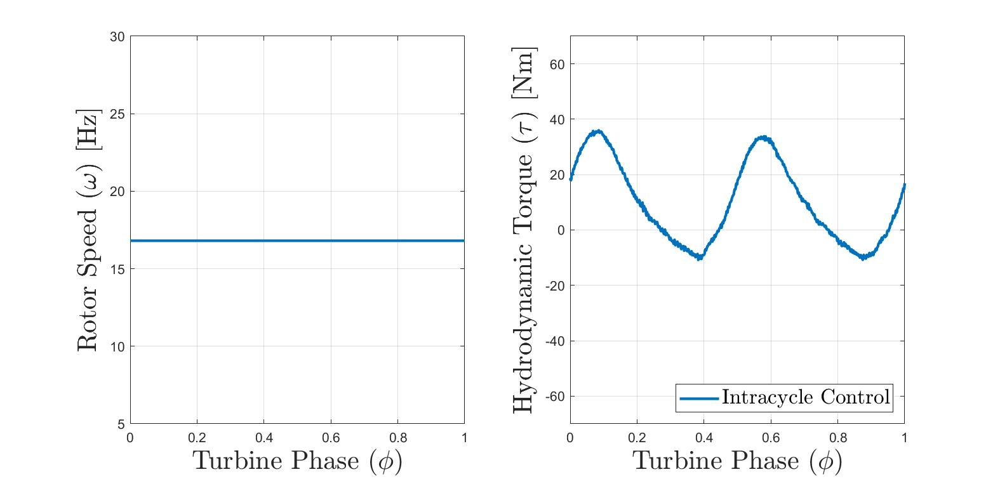 Rotor Speed (ω) [Hz]
30
25
20
15
10
5
0 0.2 0.4 0.6 0.8 1
Turbine Phase (ϕ)
Hydrodynamic Torque (τ) [Nm]
60
40
20
0
-20
-40
-60
Intracycle Control
0 0.2 0.4 0.6 0.8 1
Turbine Phase (ϕ)